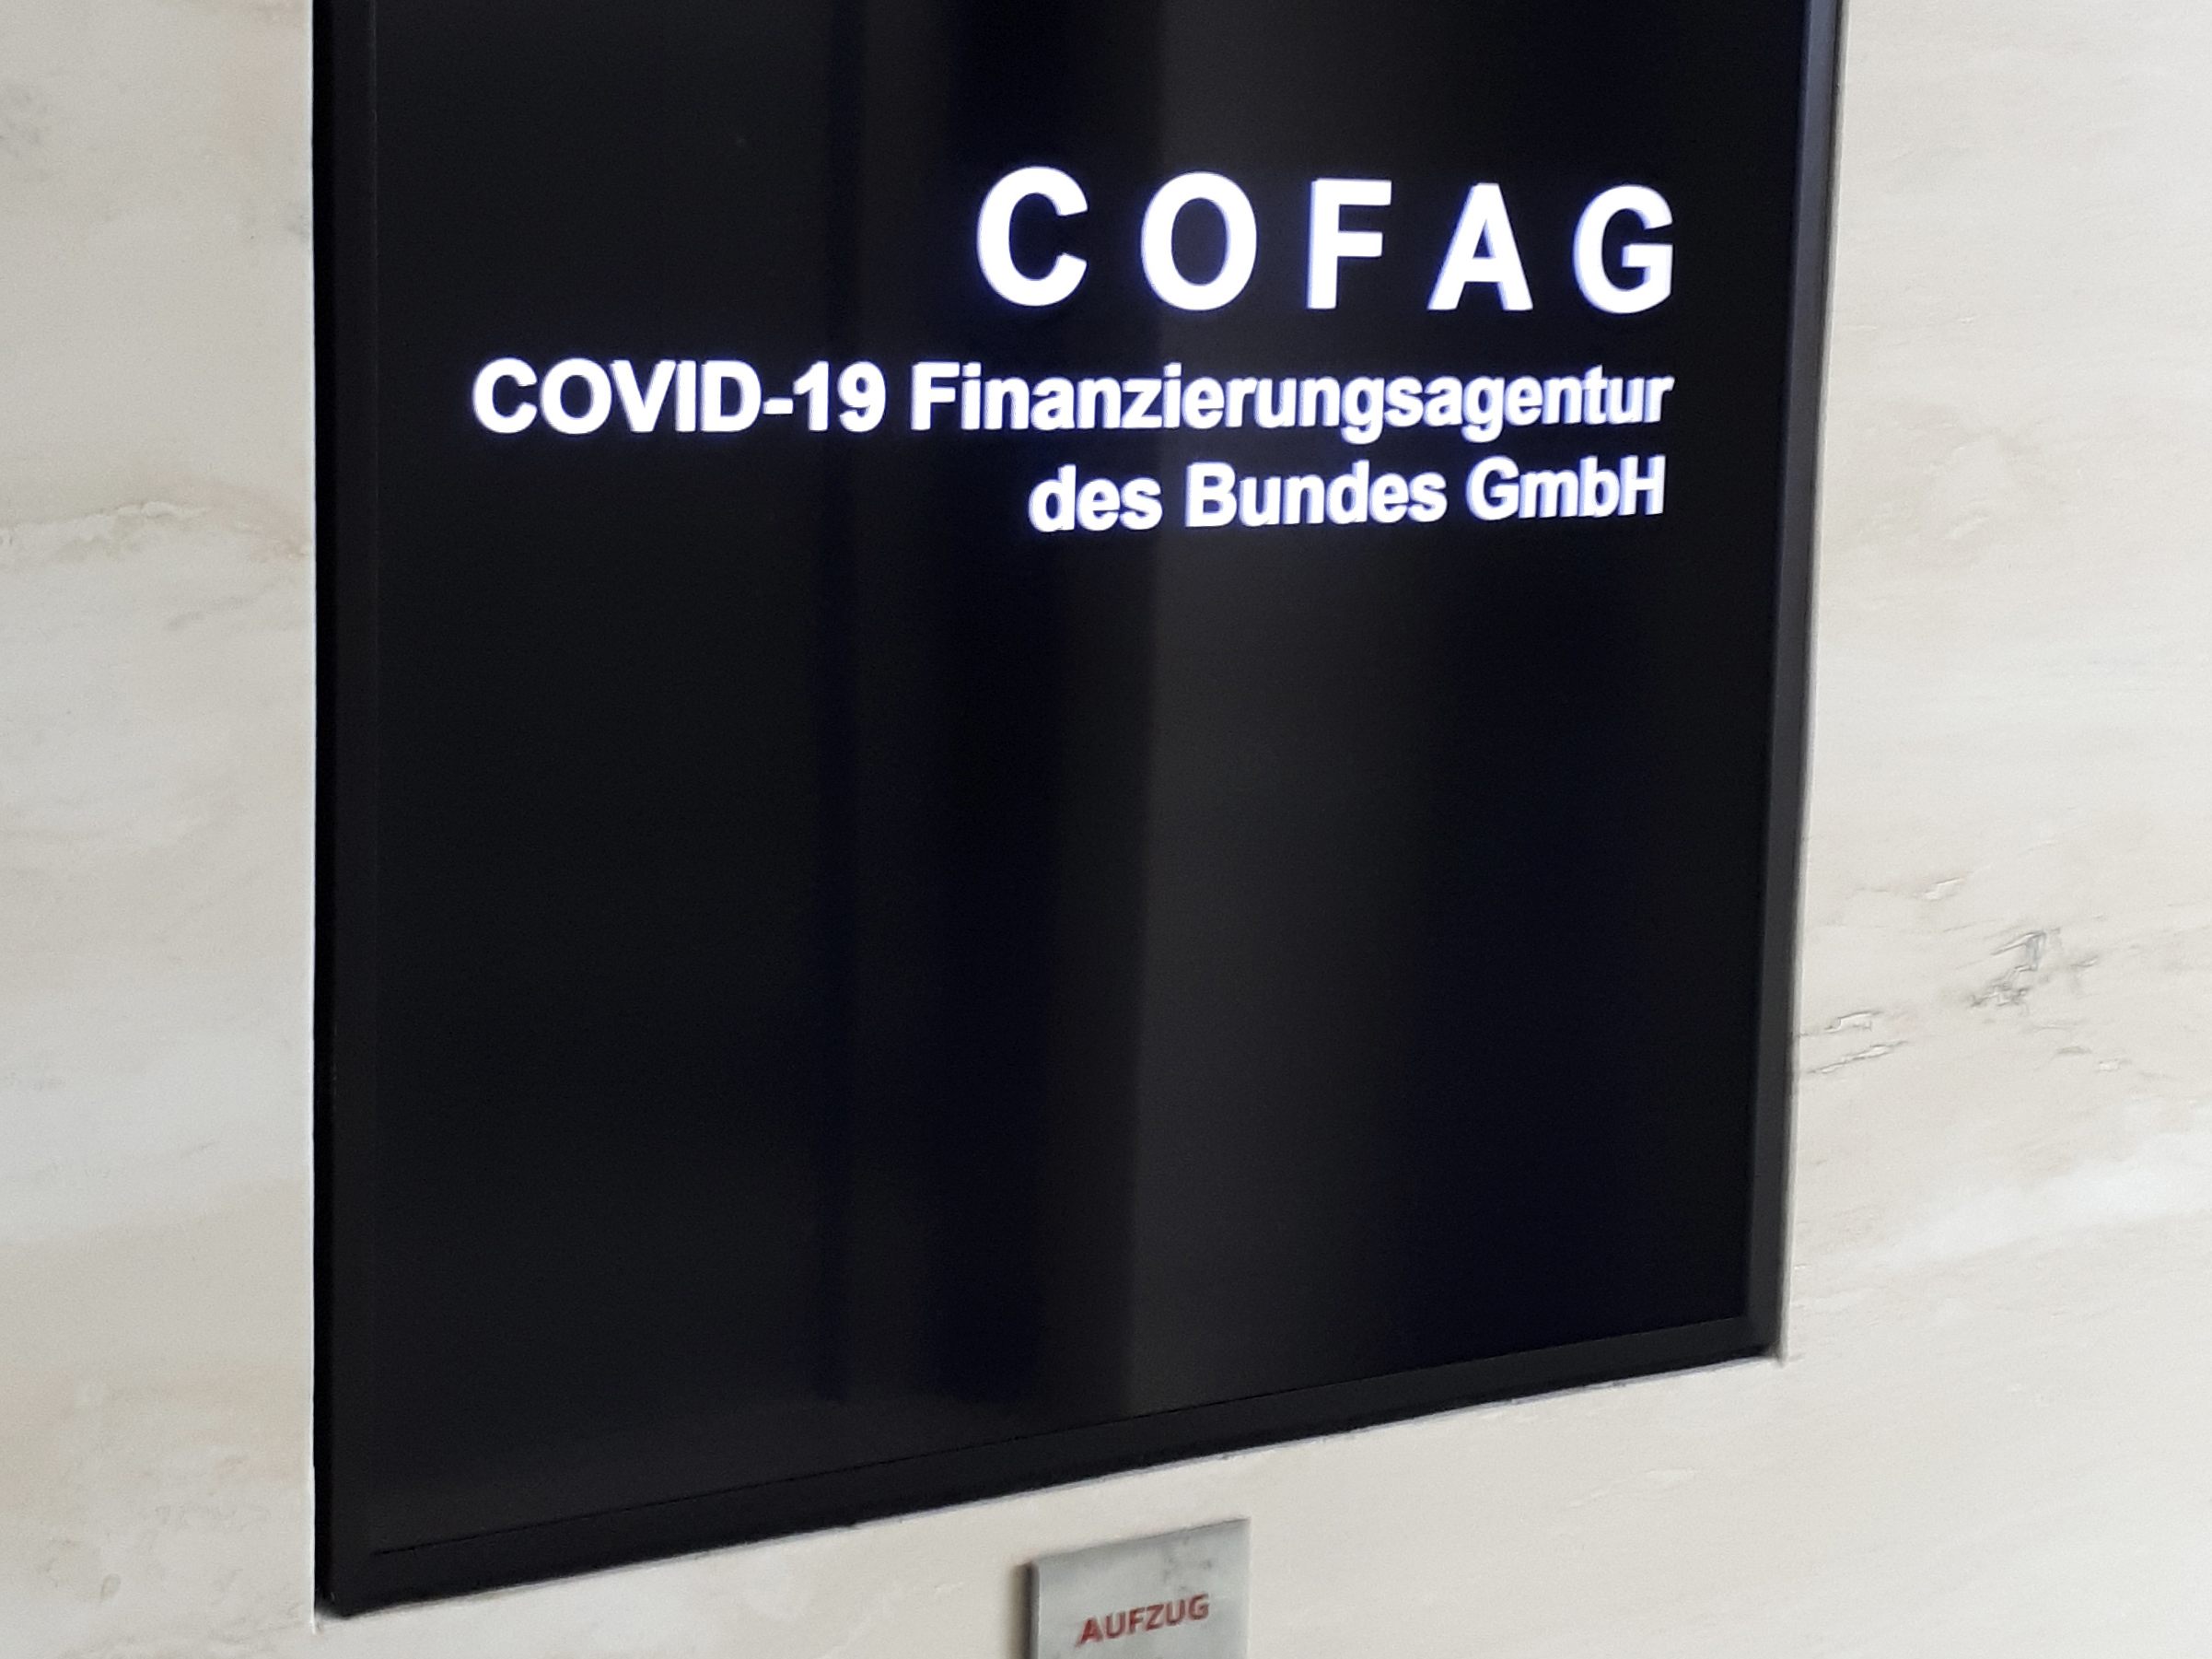 COFAG
COVID-19 Finanzierungsagentur
des Bundes GmbH
AUFZUG